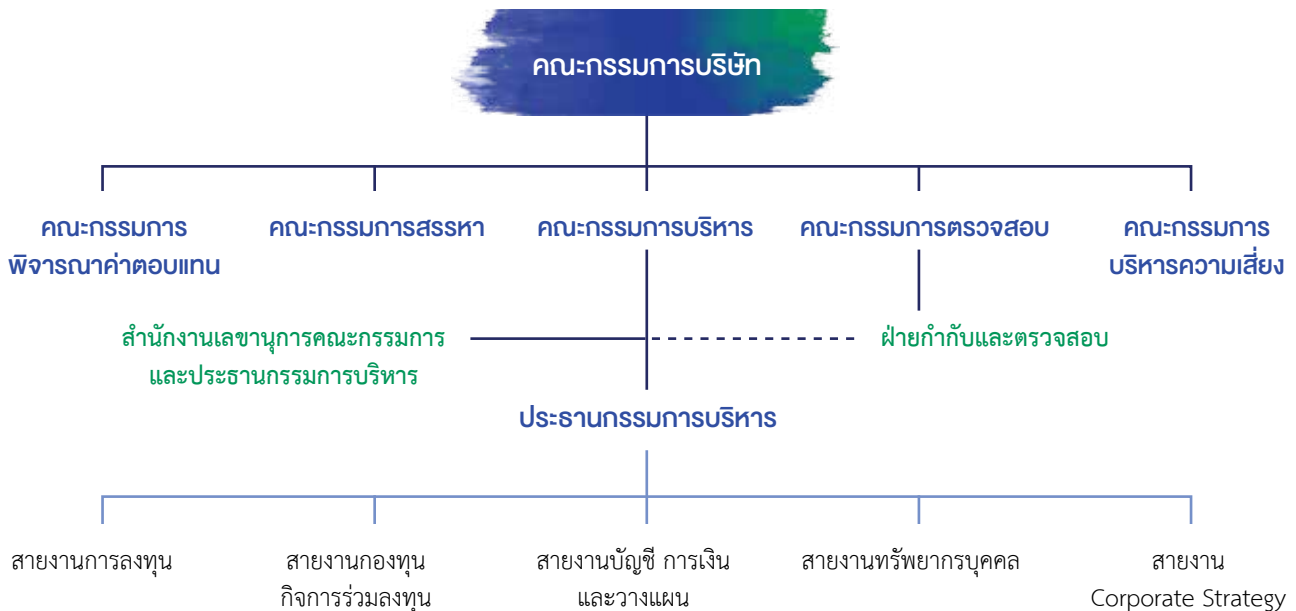 คณะกรรมการบริษัท
คณะกรรมการ
พิจารณาค่าตอบแทน
คณะกรรมการสรรหา
คณะกรรมการบริหาร
คณะกรรมการตรวจสอบ
คณะกรรมการ
บริหารความเสี่ยง
สำนักงานเลขานุการคณะกรรมการ
และประธานกรรมการบริหาร
ฝ่ายกำกับและตรวจสอบ
ประธานกรรมการบริหาร
สายงานการลงทุน
สายงานกองทุน
กิจการร่วมลงทุน
สายงานบัญชี การเงิน
และวางแผน
สายงานทรัพยากรบุคคล
สายงาน
Corporate Strategy